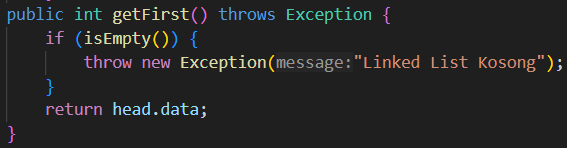 public int getFirst() throws Exception {
    if (isEmpty()) {
        throw new Exception(message:"Linked List Kosong");
    }
    return head.data;
}